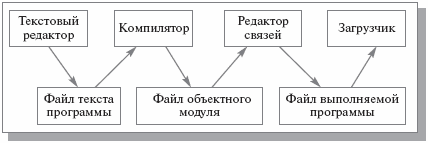 Текстовый
редактор
Компилятор
Редактор
связей
Загрузчик
Файл текста
программы
Файл объектного
модуля
Файл выполняемой
программы